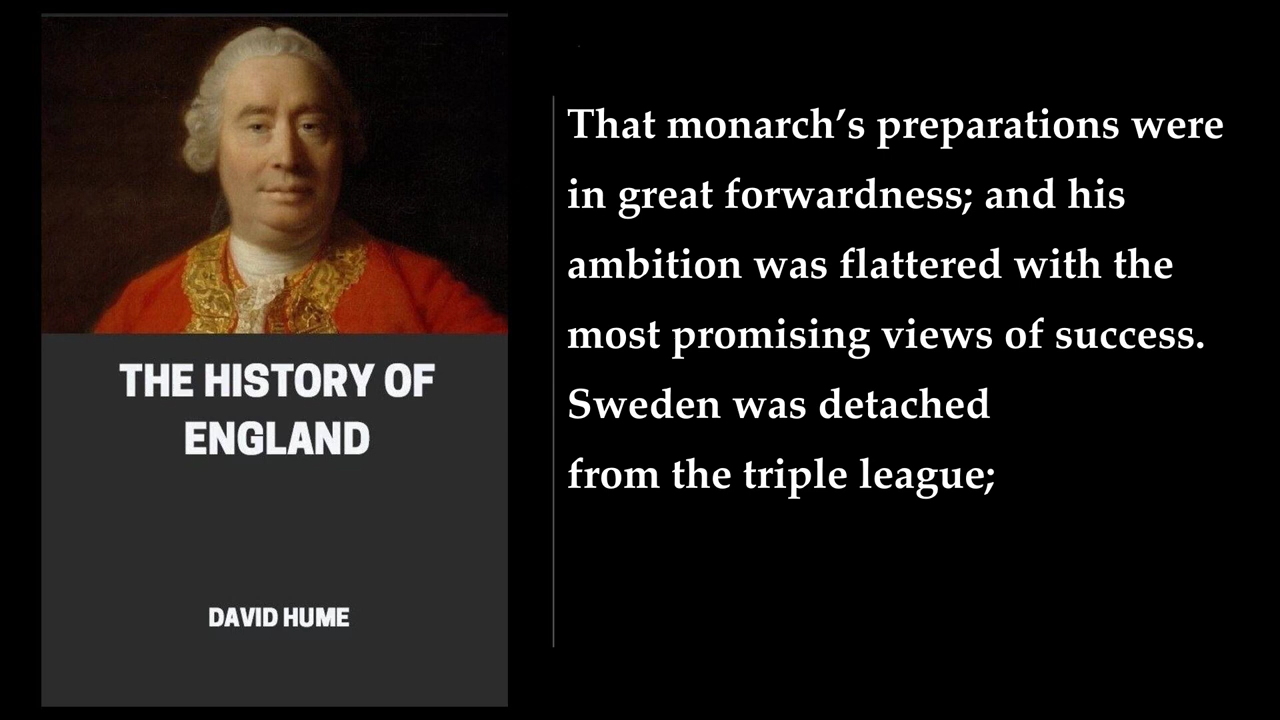 THE HISTORY OF
ENGLAND
DAVID HUME
That monarch’s preparations were
in great forwardness; and his
ambition was flattered with the
most promising views of success.
Sweden was detached
from the triple league;